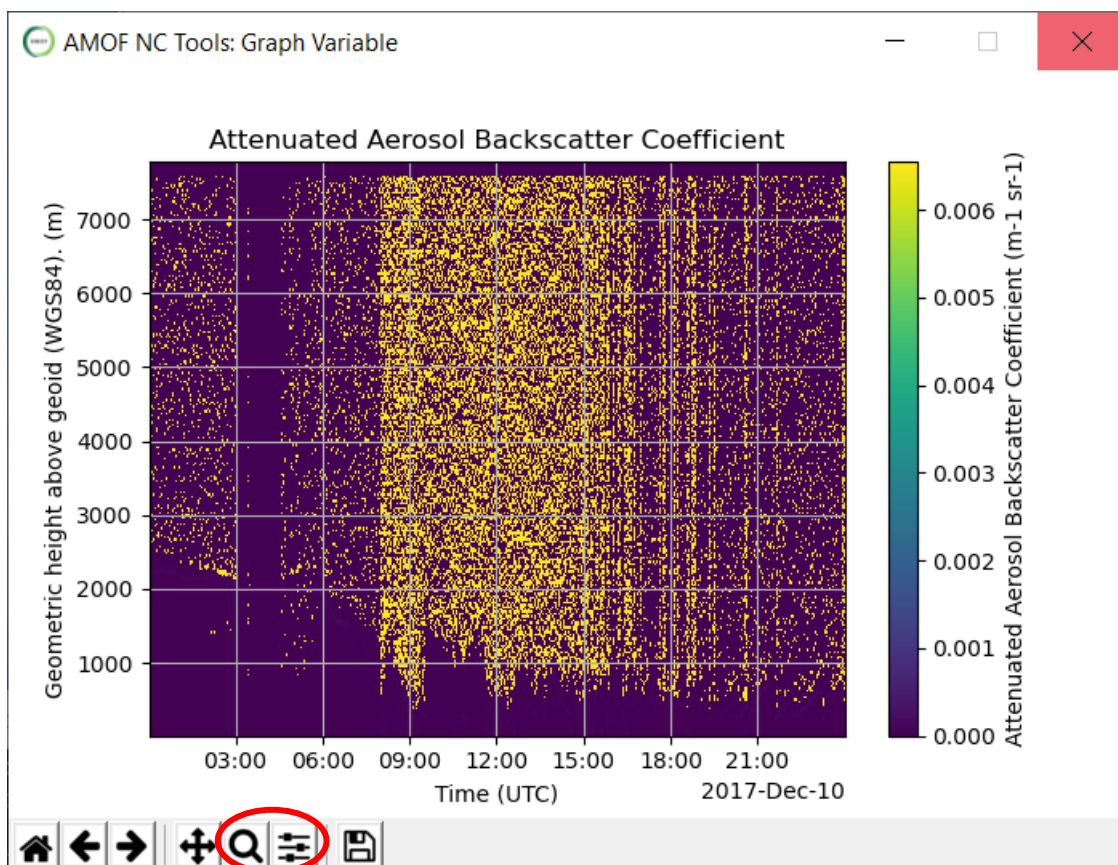 AMOF NC Tools: Graph Variable
Attenuated Aerosol Backscatter Coefficient
Geometric height above geoid (WGS84). (m)
7000
6000
5000
4000
3000
2000
1000
03:00 06:00 09:00 12:00 15:00 18:00 21:00
Time (UTC)
2017-Dec-10
0.006
0.005
0.004
0.003
0.002
0.001
0.000
Attenuated Aerosol Backscatter Coefficient (m-1 sr-1)